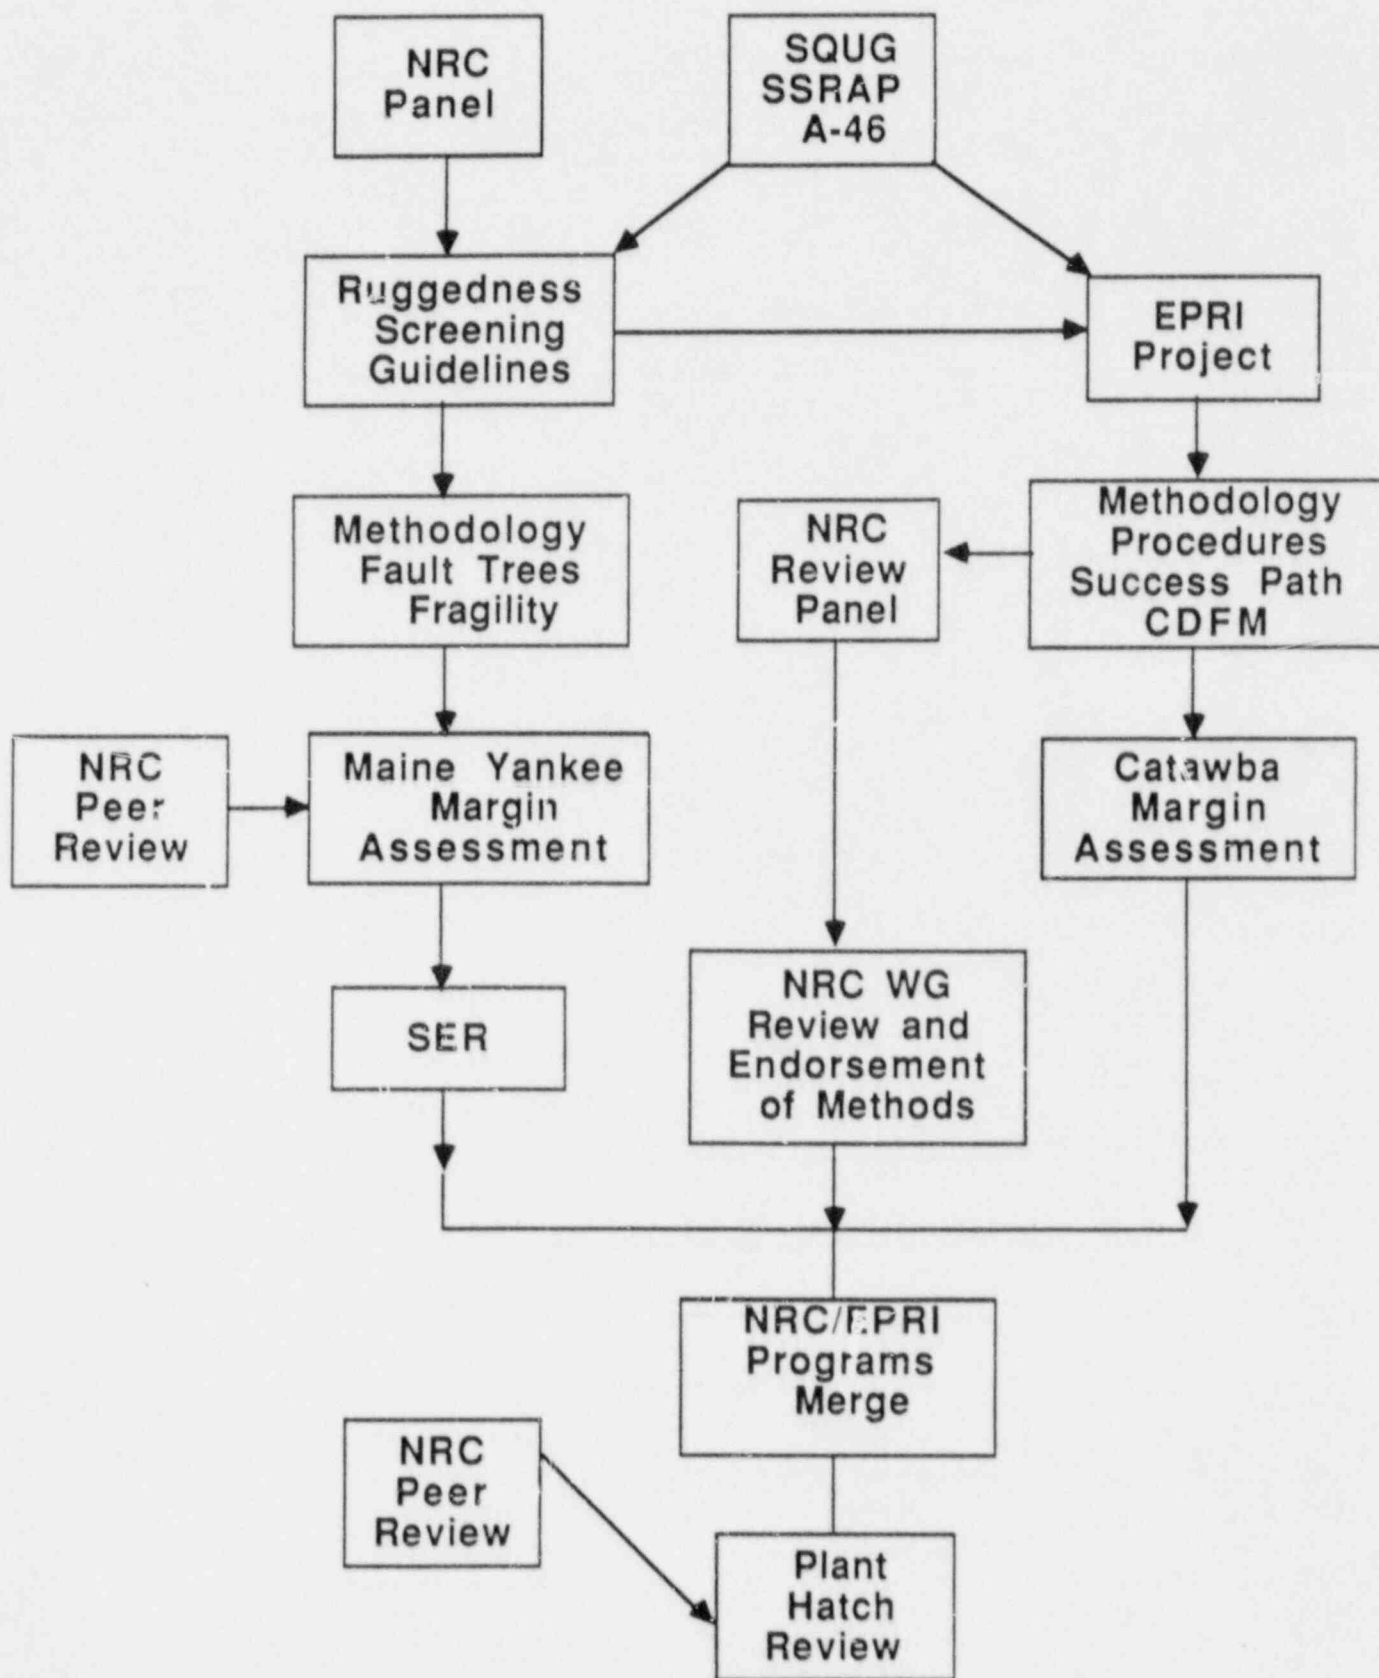 NRC
Panel
SQUG
SSRAP
A-46
Ruggedness
Screening
Guidelines
EPRI
Project
Methodology
Fault Trees
Fragility
NRC
Review
Panel
Methodology
Procedures
Success Path
CDFM
NRC
Peer
Review
Maine Yankee
Margin
Assessment
Catawba
Margin
Assessment
SER
NRC WG
Review and
Endorsement
of Methods
NRC/EPRI
Programs
Merge
NRC
Peer
Review
Plant
Hatch
Review